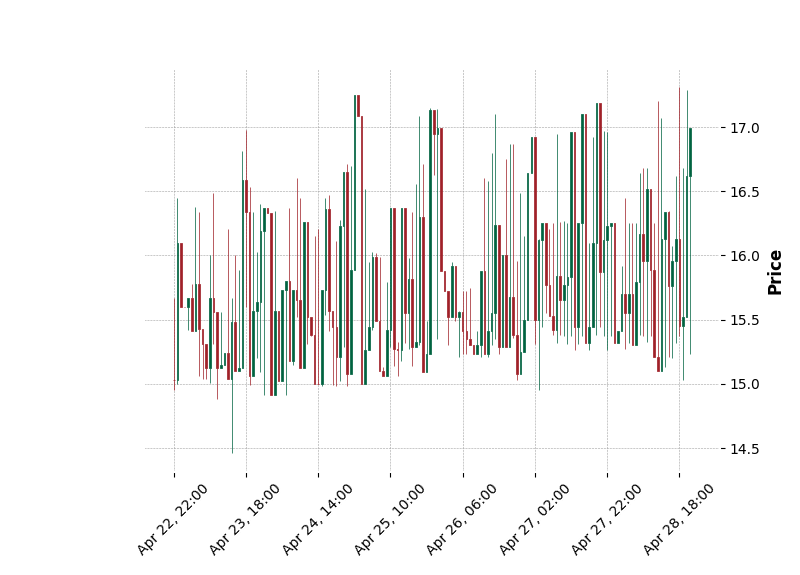 17.0
16.5
16.0
15.5
15.0
14.5
Price
Apr 22, 22:00
Apr 23, 18:00
Apr 24, 14:00
Apr 25, 10:00
Apr 26, 06:00
Apr 27, 02:00
Apr 27, 22:00
Apr 28, 18:00